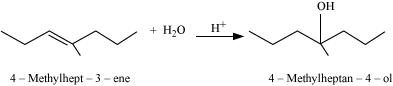 OH
+ H₂O
H⁺
4 – Methylhept – 3 – ene
4 – Methylheptan – 4 – ol